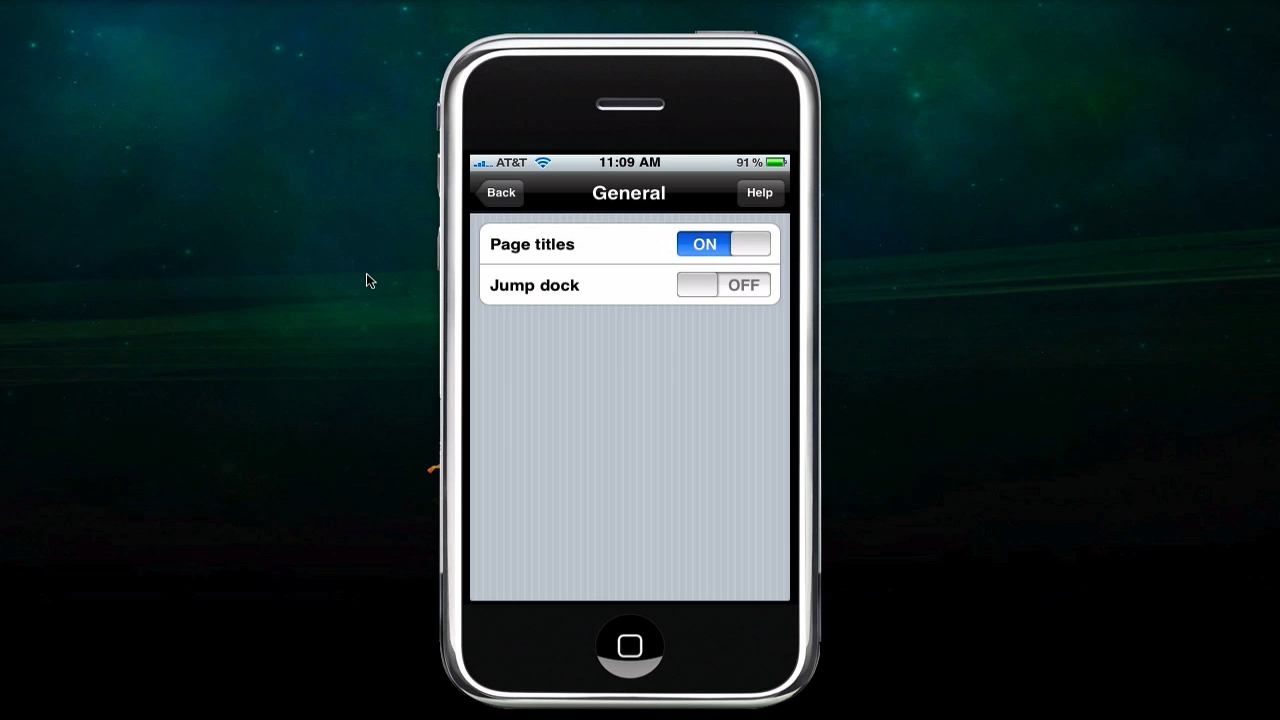 AT&T 11:09 AM 91 %
Back General Help
Page titles ON
Jump dock OFF